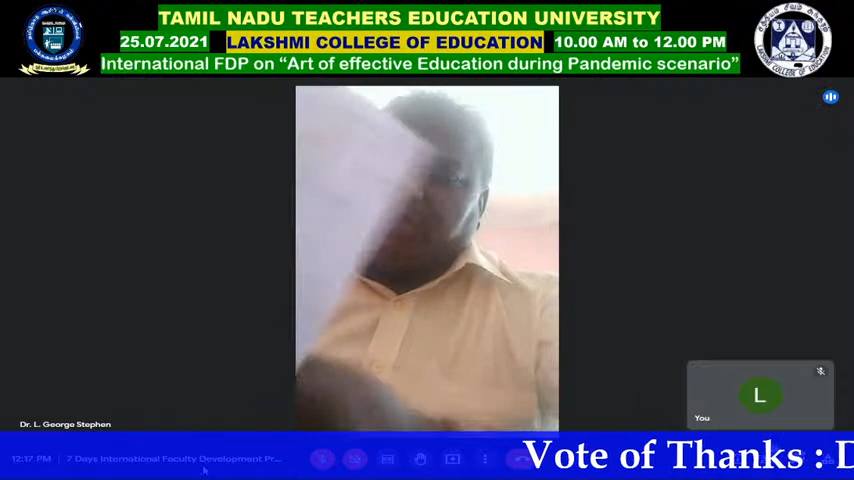 TAMIL NADU TEACHERS EDUCATION UNIVERSITY
25.07.2021 LAKSHMI COLLEGE OF EDUCATION 10.00 AM to 12.00 PM
International FDP on “Art of effective Education during Pandemic scenario”
L
You
Dr. L. George Stephen
12:17 PM | 7 Days International Faculty Development Pr...
Vote of Thanks : D